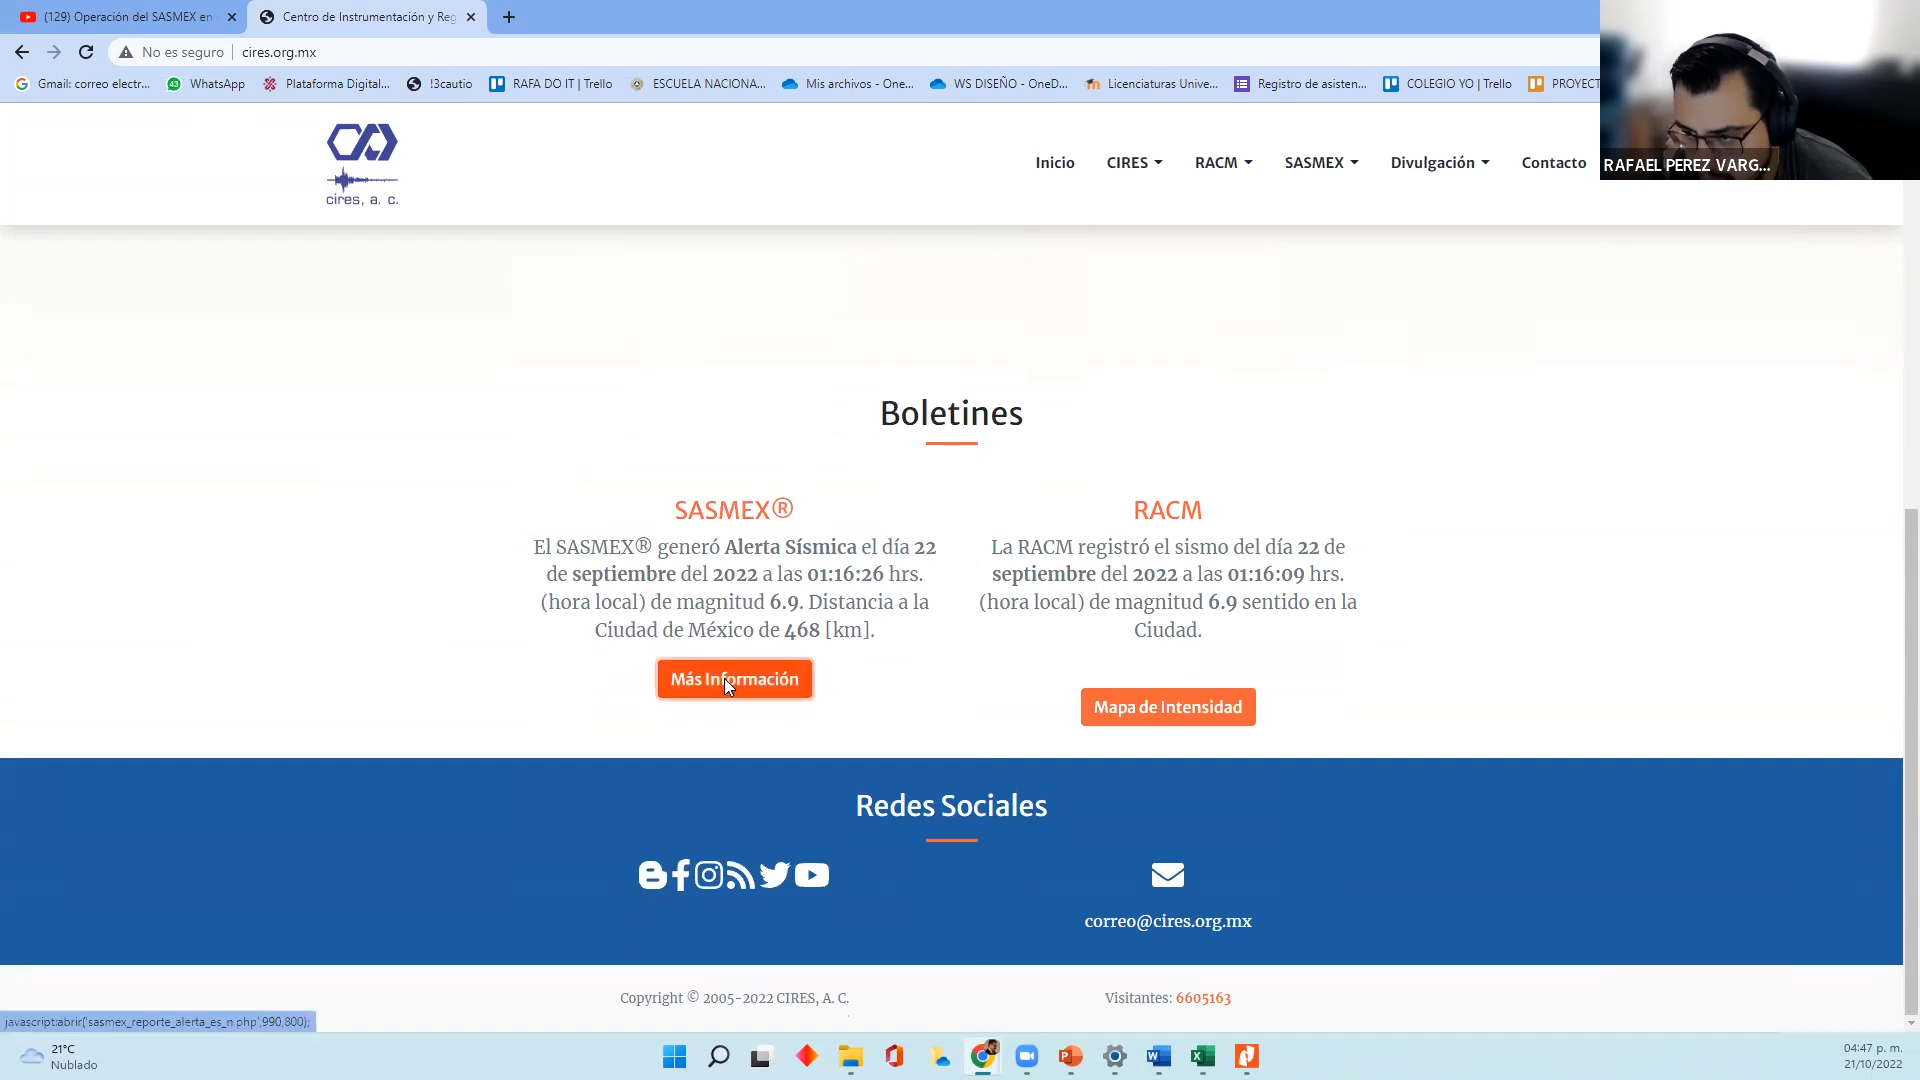 (129) Operación del SASMEX en
Centro de Instrumentación y Reg
No es seguro
cires.org.mx
Gmail: correo electr...
WhatsApp
Plataforma Digital...
!3cautio
RAFA DO IT | Trello
ESCUELA NACIONA...
Mis archivos - One...
WS DISEÑO - OneD...
Licenciaturas Unive...
Registro de asisten...
COLEGIO YO | Trello
PROYECT
RAFAEL PEREZ VARG...
cires, a. c.
Inicio
CIRES
RACM
SASMEX
Divulgación
Contacto
Boletines
SASMEX®
El SASMEX® generó Alerta Sísmica el día 22
de septiembre del 2022 a las 01:16:26 hrs.
(hora local) de magnitud 6.9. Distancia a la
Ciudad de México de 468 [km].
Más Información
RACM
La RACM registró el sismo del día 22 de
septiembre del 2022 a las 01:16:09 hrs.
(hora local) de magnitud 6.9 sentido en la
Ciudad.
Mapa de Intensidad
Redes Sociales
correo@cires.org.mx
Copyright © 2005-2022 CIRES, A. C.
Visitantes: 6605163
javascript:abrir('sasmex_reporte_alerta_es_n.php',990,800);
21°C
Nublado
04:47 p. m.
21/10/2022